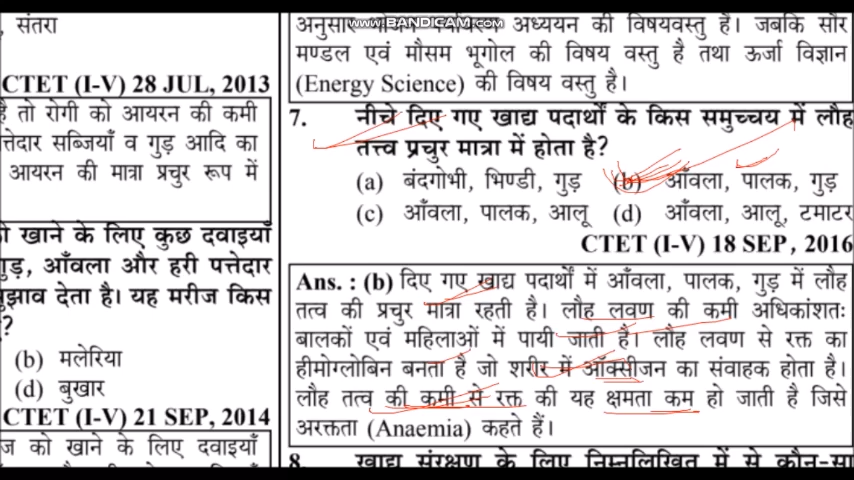 WWW.BANDICAM.COM
, संतरा
CTET (I-V) 28 JUL, 2013
है तो रोगी को आयरन की कमी
त्तेदार सब्जियाँ व गुड़ आदि का
आयरन की मात्रा प्रचुर रूप में
को खाने के लिए कुछ दवाइयाँ
गुड़, आँवला और हरी पत्तेदार
सुझाव देता है। यह मरीज किस
?
(b) मलेरिया
(d) बुखार
CTET (I-V) 21 SEP, 2014
ज को खाने के लिए दवाइयाँ
अनुसार अध्ययन की विषयवस्तु है। जबकि सौर
मण्डल एवं मौसम भूगोल की विषय वस्तु है तथा ऊर्जा विज्ञान
(Energy Science) की विषय वस्तु है।
7. नीचे दिए गए खाद्य पदार्थों के किस समुच्चय में लौह
तत्त्व प्रचुर मात्रा में होता है?
(a) बंदगोभी, भिण्डी, गुड़ (b) आँवला, पालक, गुड़
(c) आँवला, पालक, आलू (d) आँवला, आलू, टमाटर
CTET (I-V) 18 SEP, 2016
Ans. : (b) दिए गए खाद्य पदार्थों में आँवला, पालक, गुड़ में लौह
तत्व की प्रचुर मात्रा रहती है। लौह लवण की कमी अधिकांशतः
बालकों एवं महिलाओं में पायी जाती है। लौह लवण से रक्त का
हीमोग्लोबिन बनता है जो शरीर में ऑक्सीजन का संवाहक होता है।
लौह तत्व की कमी से रक्त की यह क्षमता कम हो जाती है जिसे
अरक्तता (Anaemia) कहते हैं।
8. खाद्य संरक्षण के लिए निम्नलिखित में से कौन-सा